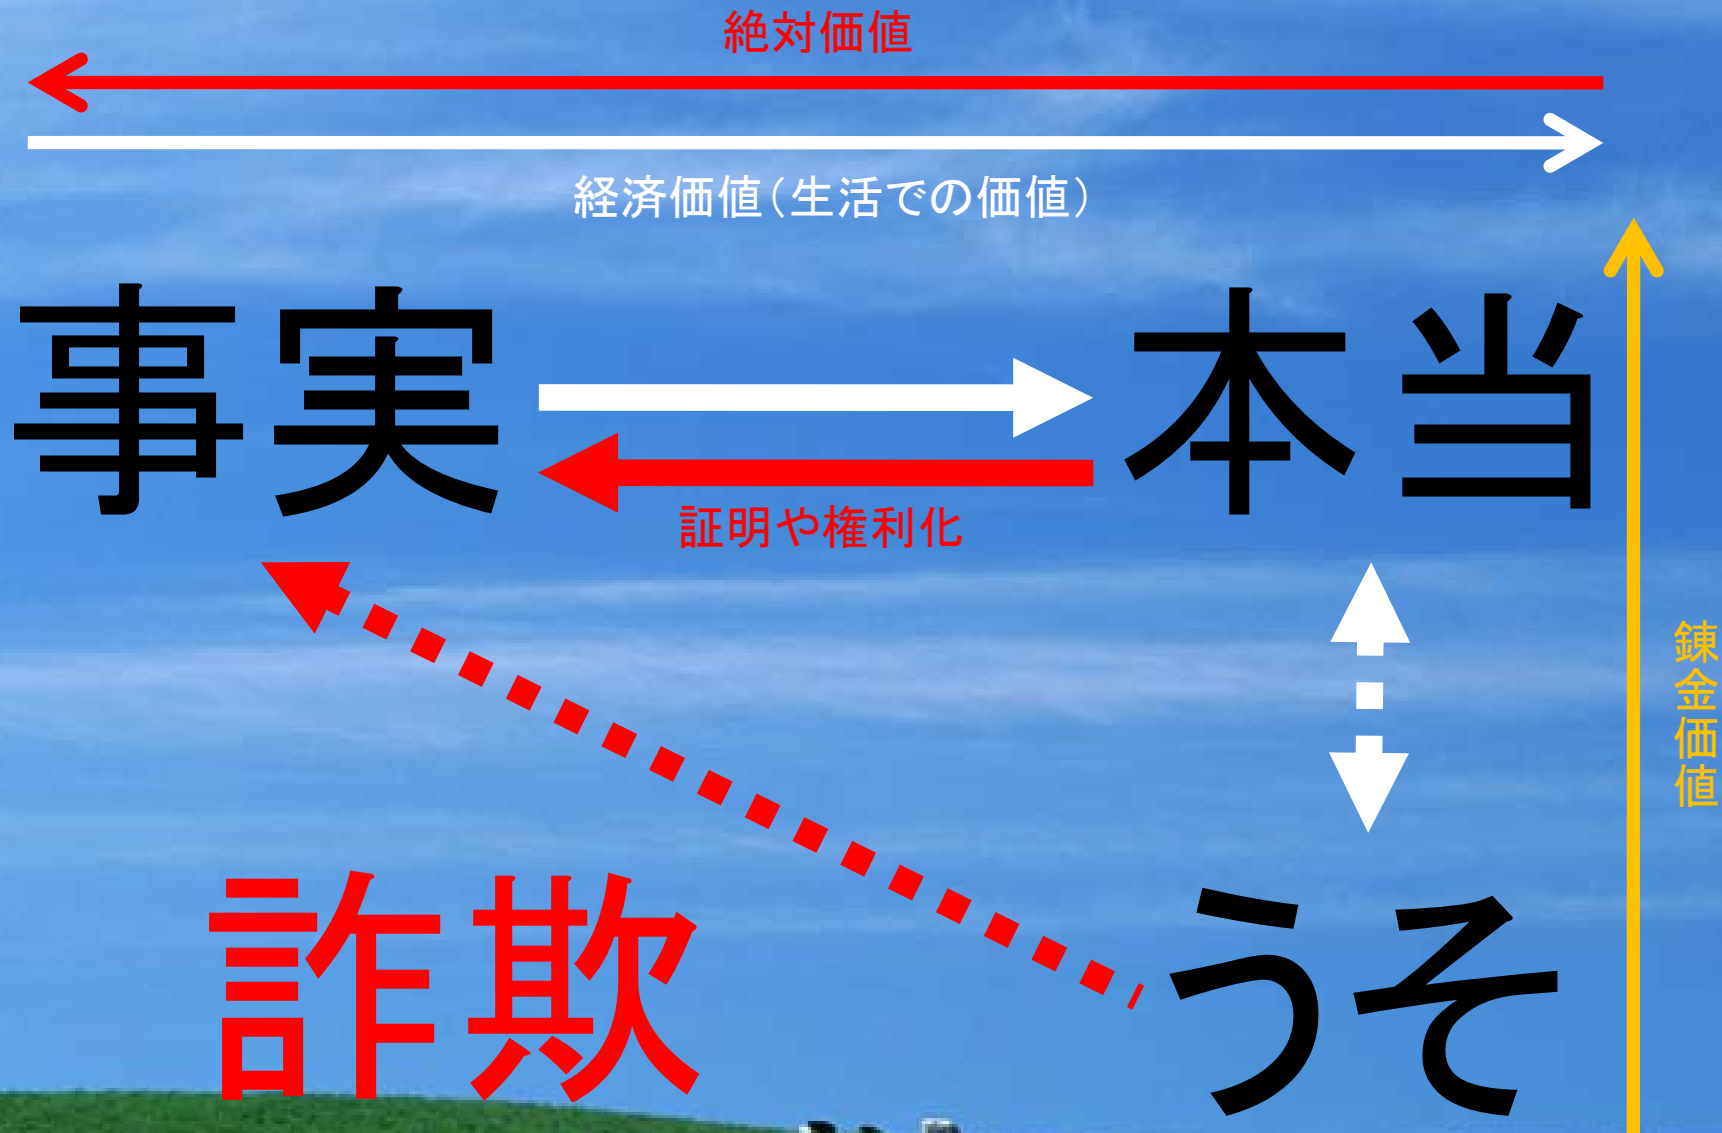 絶対価値
経済価値(生活での価値)
事実
本当
証明や権利化
錬金価値
詐欺
うそ